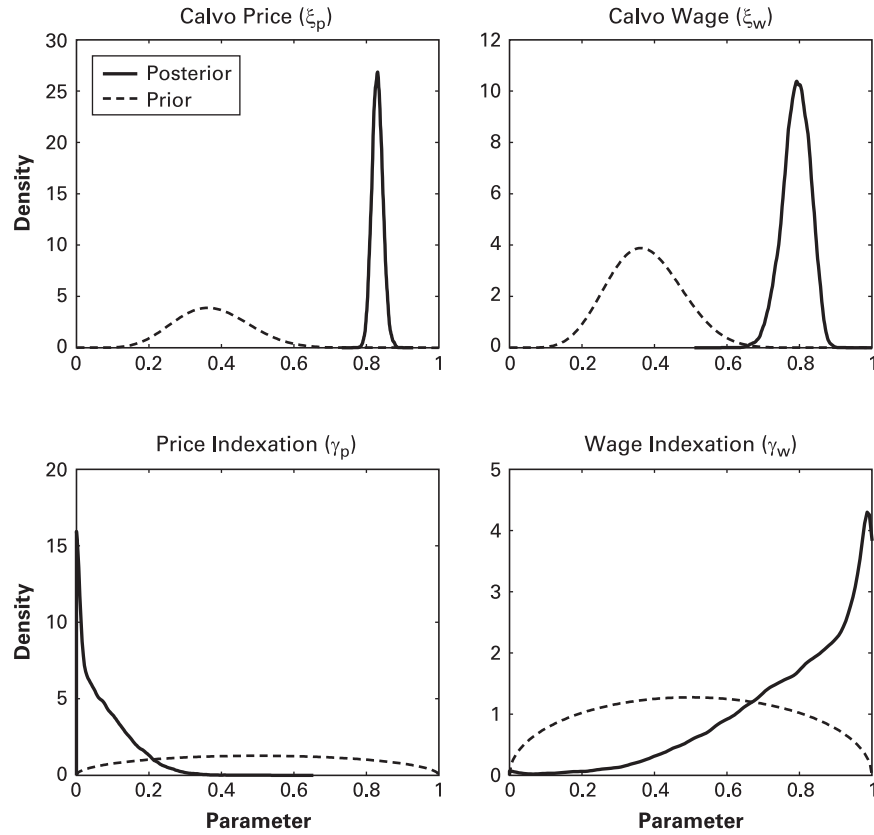 Calvo Price (ξp)
Posterior
Prior
Density
30
25
20
15
10
5
0
0 0.2 0.4 0.6 0.8 1
Calvo Wage (ξw)
12
10
8
6
4
2
0
0 0.2 0.4 0.6 0.8 1
Price Indexation (γp)
Density
20
15
10
5
0
0 0.2 0.4 0.6 0.8 1
Parameter
Wage Indexation (γw)
5
4
3
2
1
0
0 0.2 0.4 0.6 0.8 1
Parameter